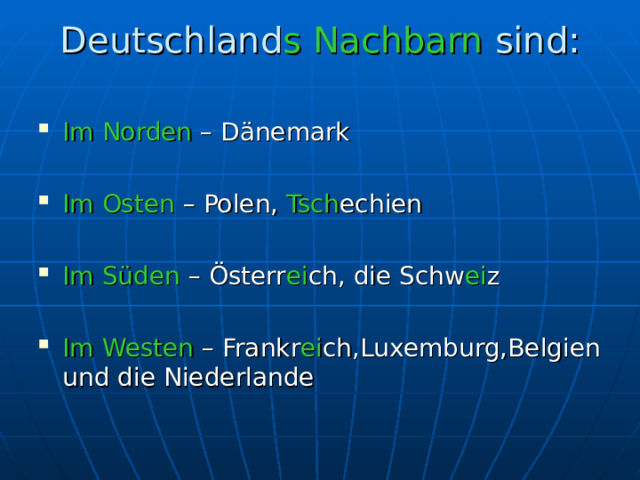 Deutschlands Nachbarn sind:
Im Norden – Dänemark
Im Osten – Polen, Tschechien
Im Süden – Österreich, die Schweiz
Im Westen – Frankreich,Luxemburg,Belgien
und die Niederlande